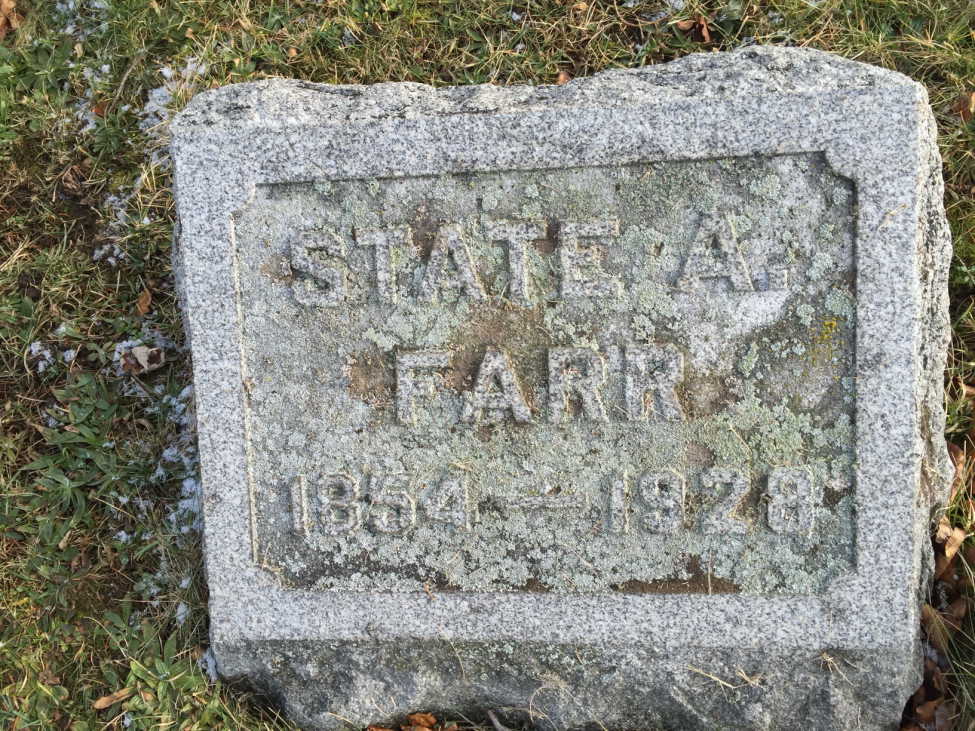 STATE A.
FARR
1854 — 1928